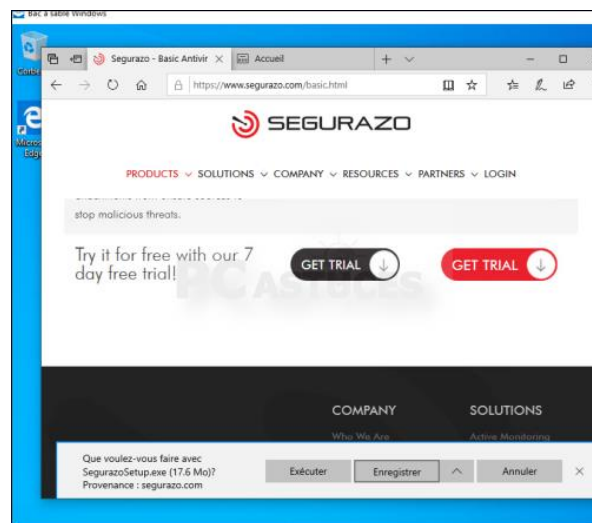 Bac à sable Windows
Segurazo - Basic Antivir
Accueil
https://www.segurazo.com/basic.html
Microsoft Edge
SEGURAZO
PRODUCTS SOLUTIONS COMPANY RESOURCES PARTNERS LOGIN
stop malicious threats.
Try it for free with our 7
day free trial!
GET TRIAL
GET TRIAL
PC ASTUCES
COMPANY
SOLUTIONS
Who We Are
Active Monitoring
Que voulez-vous faire avec
SegurazoSetup.exe (17.6 Mo)?
Provenance : segurazo.com
Exécuter
Enregistrer
Annuler